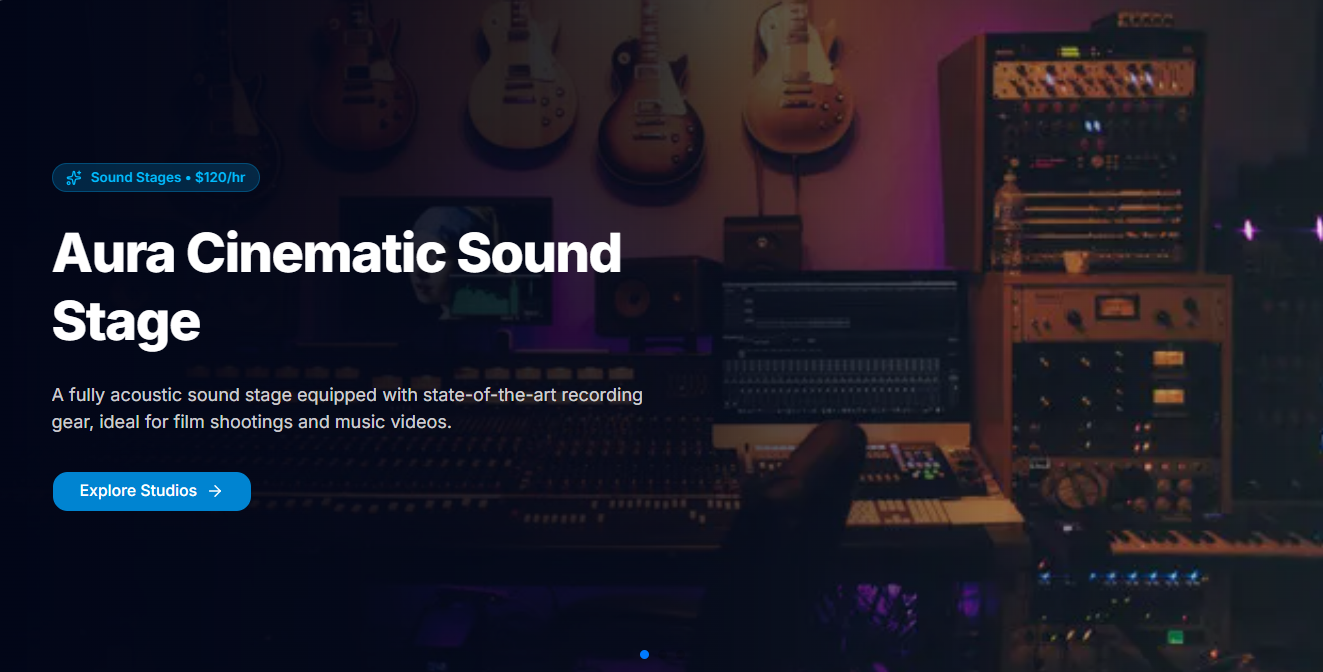 Sound Stages • $120/hr
Aura Cinematic Sound
Stage
A fully acoustic sound stage equipped with state-of-the-art recording
gear, ideal for film shootings and music videos.
Explore Studios →